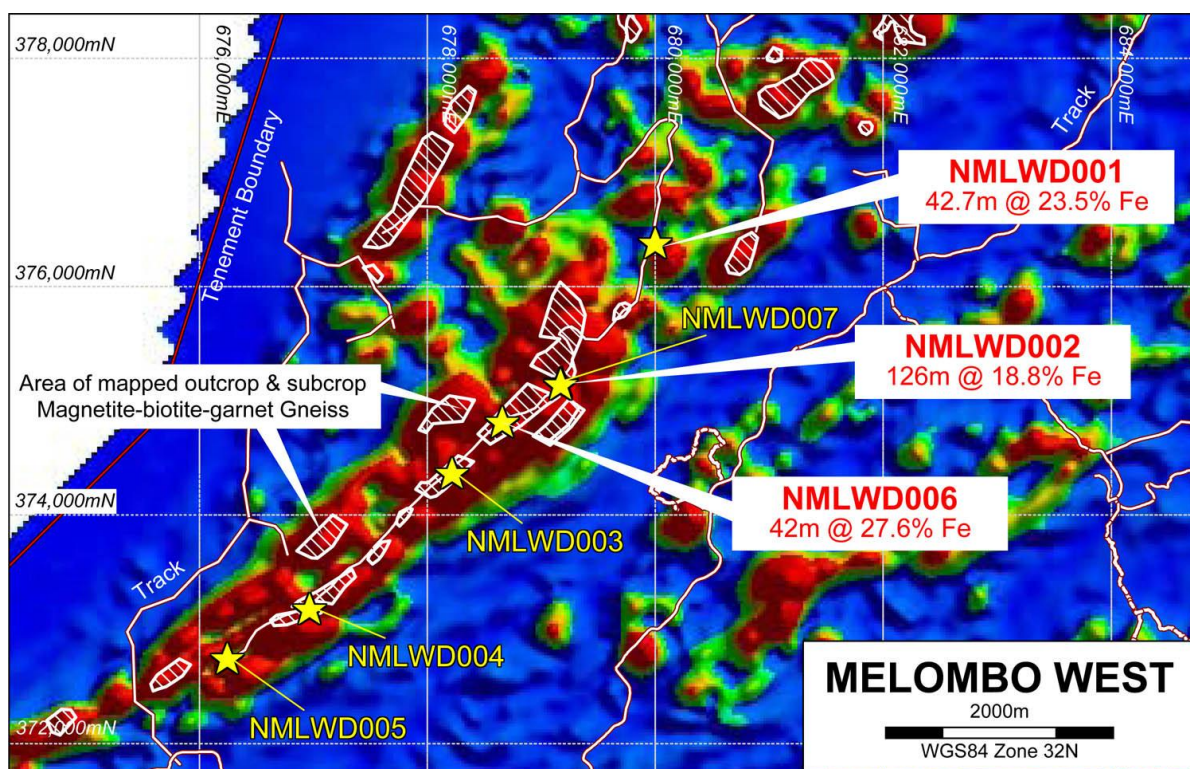 378,000mN
676,000mE
678,000mE
680,000mE
682,000mE
684,000mE
Track
Tenement Boundary
NMLWD001
42.7m @ 23.5% Fe
376,000mN
NMLWD007
NMLWD002
126m @ 18.8% Fe
Area of mapped outcrop & subcrop
Magnetite-biotite-garnet Gneiss
374,000mN
NMLWD006
42m @ 27.6% Fe
NMLWD003
Track
NMLWD004
NMLWD005
372,000mN
MELOMBO WEST
2000m
WGS84 Zone 32N